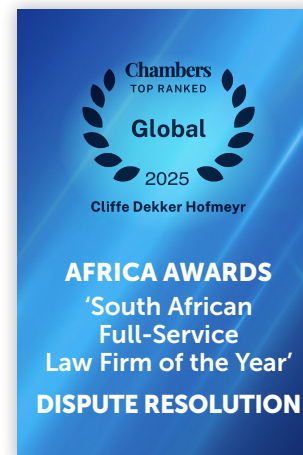 Chambers
TOP RANKED
Global
2025
Cliffe Dekker Hofmeyr
AFRICA AWARDS
‘South African
Full-Service
Law Firm of the Year’
DISPUTE RESOLUTION